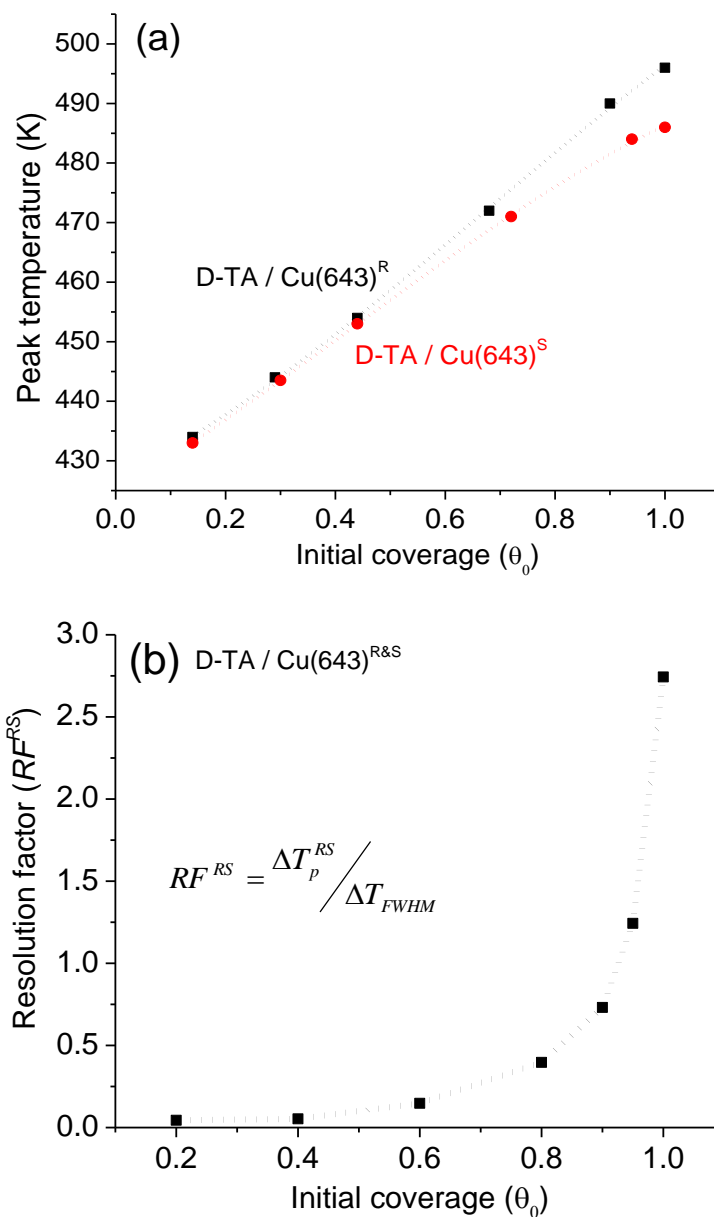 (a)
500
490
480
470
460
450
440
430
Peak temperature (K)
D-TA / Cu(643)^R
D-TA / Cu(643)^S
0.0 0.2 0.4 0.6 0.8 1.0
Initial coverage (θ₀)
(b) D-TA / Cu(643)^R&S
3.0
2.5
2.0
1.5
1.0
0.5
0.0
Resolution factor (RF^RS)
RF^RS = ΔT_p^RS / ΔT_FWHM
0.2 0.4 0.6 0.8 1.0
Initial coverage (θ₀)